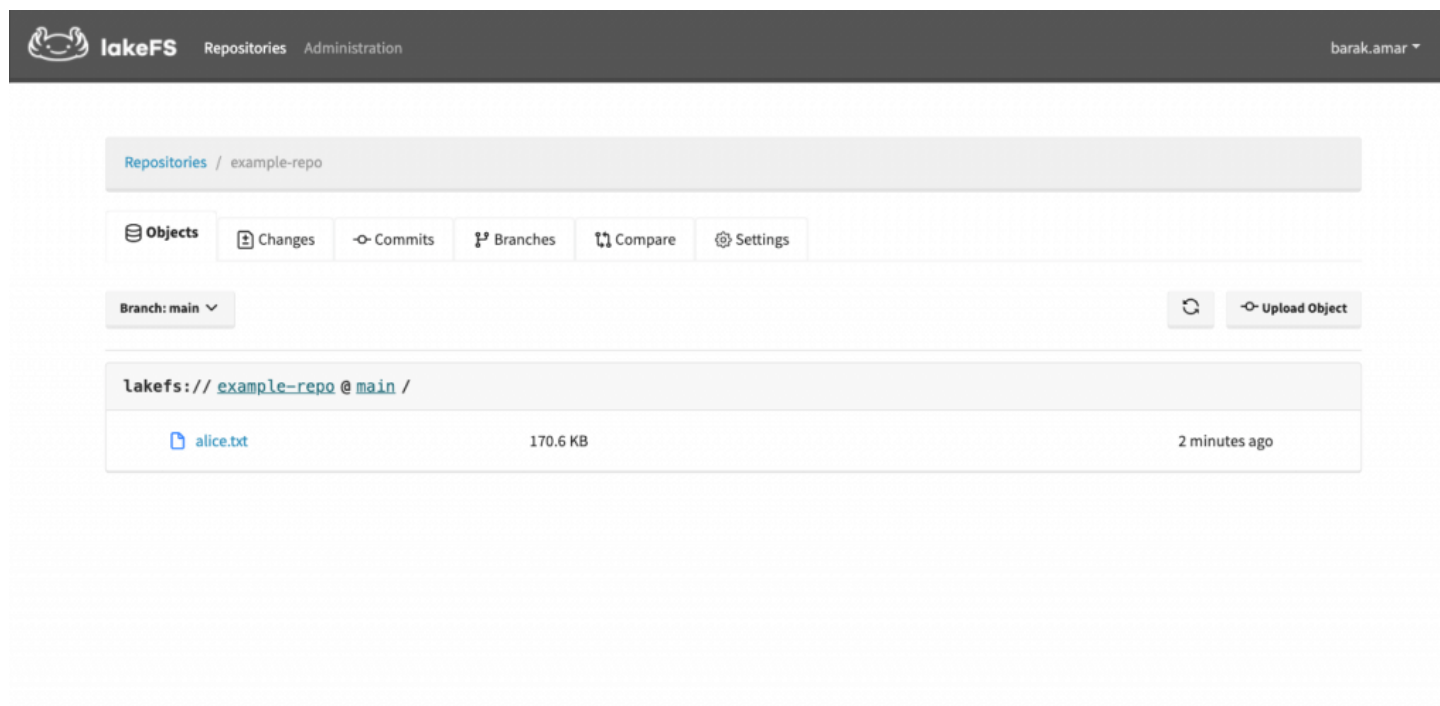 lakeFS Repositories Administration barak.amar
Repositories / example-repo
Objects Changes Commits Branches Compare Settings
Branch: main Upload Object
lakefs:// example-repo @ main /
alice.txt 170.6 KB 2 minutes ago